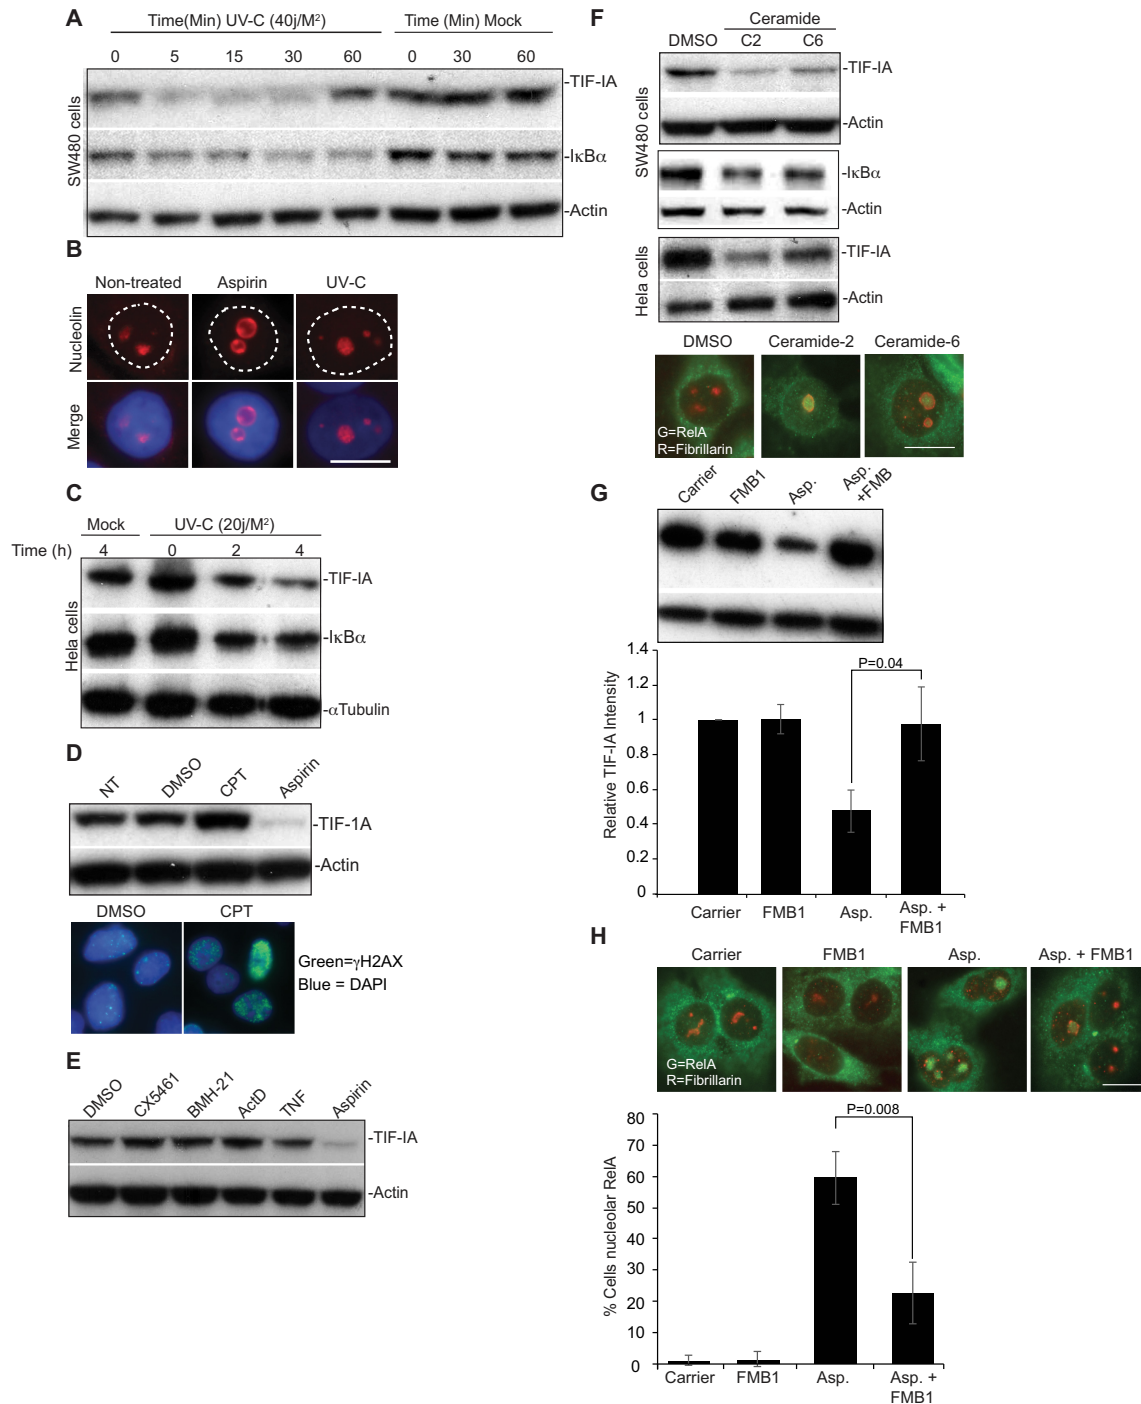 A
Time(Min) UV-C (40j/M²)
Time (Min) Mock
0 5 15 30 60 0 30 60
SW480 cells
-TIF-IA
-IκBα
-Actin
B
Non-treated Aspirin UV-C
Nucleolin
Merge
C
Mock UV-C (20j/M²)
Time (h) 4 0 2 4
Hela cells
-TIF-IA
-IκBα
-αTubulin
D
NT DMSO CPT Aspirin
-TIF-1A
-Actin
DMSO CPT
Green=γH2AX
Blue = DAPI
E
DMSO CX5461 BMH-21 ActD TNF Aspirin
-TIF-IA
-Actin
F
Ceramide
DMSO C2 C6
SW480 cells
-TIF-IA
-Actin
-IκBα
-Actin
Hela cells
-TIF-IA
-Actin
DMSO Ceramide-2 Ceramide-6
G=RelA
R=Fibrillarin
G
Carrier FMB1 Asp. Asp. +FMB
Relative TIF-IA Intensity
1.4
1.2
1
0.8
0.6
0.4
0.2
0
P=0.04
Carrier FMB1 Asp. Asp. + FMB1
H
Carrier FMB1 Asp. Asp. + FMB1
G=RelA
R=Fibrillarin
% Cells nucleolar RelA
80
70
60
50
40
30
20
10
0
P=0.008
Carrier FMB1 Asp. Asp. + FMB1